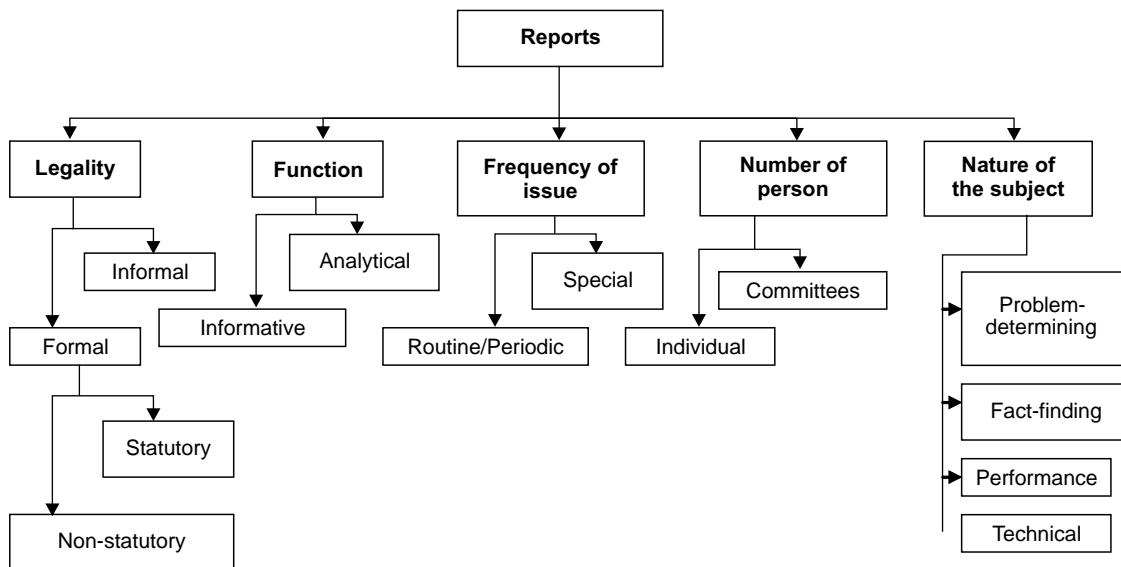 Reports
Legality
Function
Frequency of
issue
Number of
person
Nature of
the subject
Informal
Formal
Statutory
Non-statutory
Analytical
Informative
Special
Routine/Periodic
Committees
Individual
Problem-
determining
Fact-finding
Performance
Technical